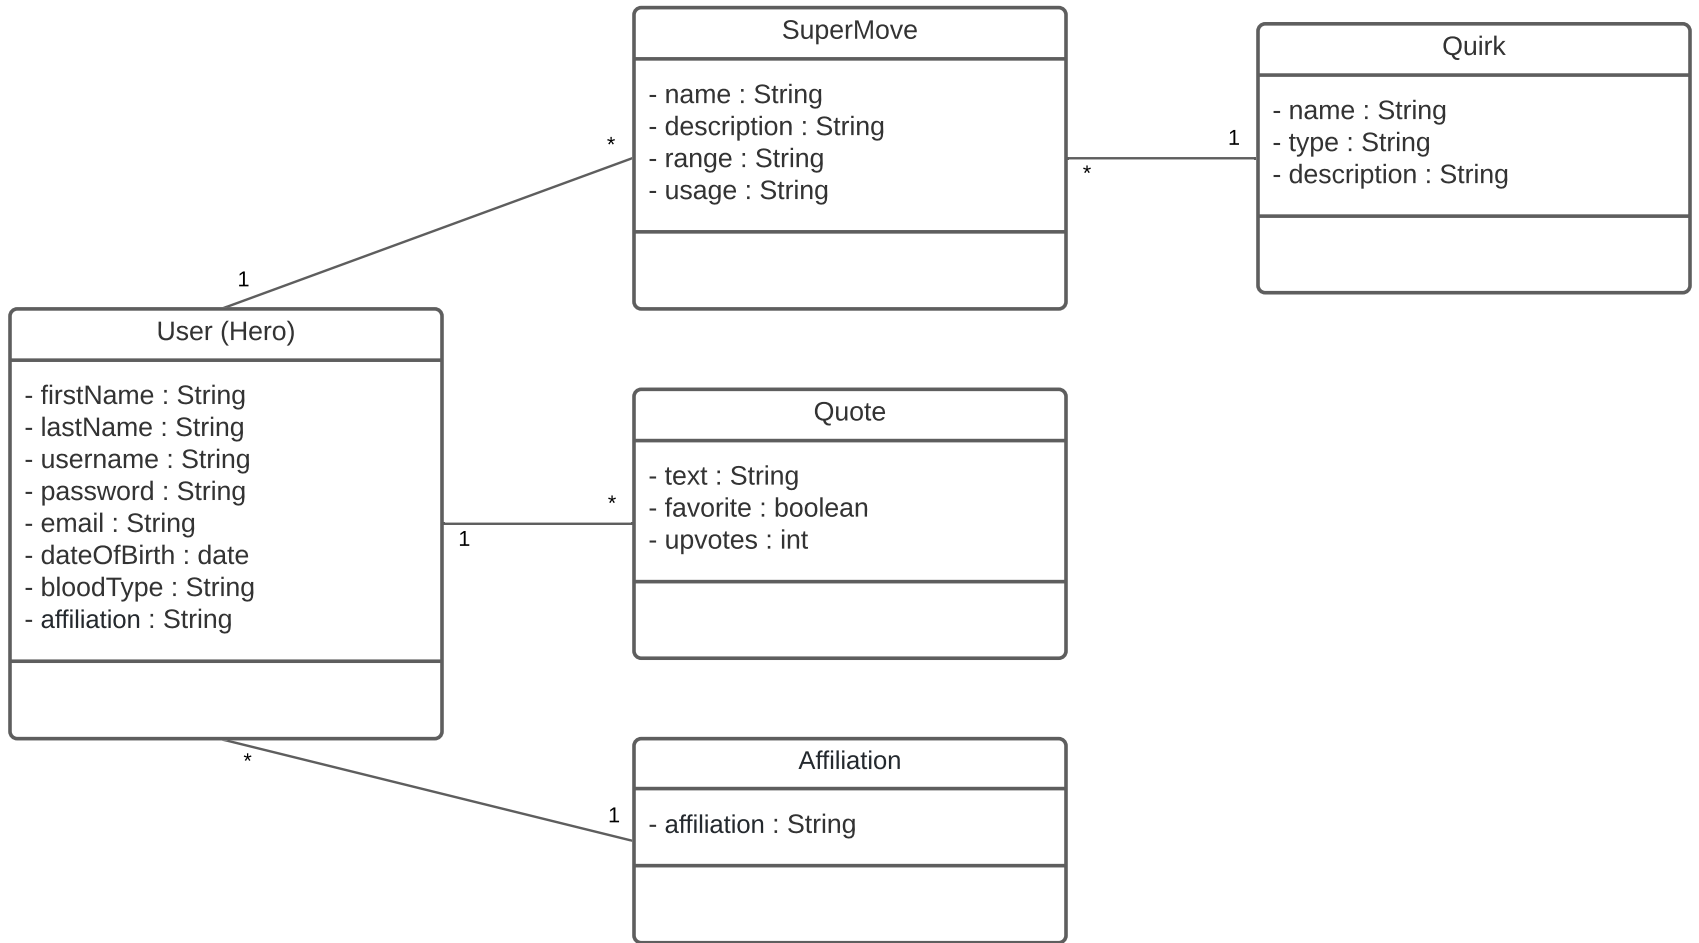 SuperMove
- name : String
- description : String
- range : String
- usage : String
*
1
*
1
Quirk
- name : String
- type : String
- description : String
User (Hero)
- firstName : String
- lastName : String
- username : String
- password : String
- email : String
- dateOfBirth : date
- bloodType : String
- affiliation : String
1
*
Quote
- text : String
- favorite : boolean
- upvotes : int
*
1
Affiliation
- affiliation : String